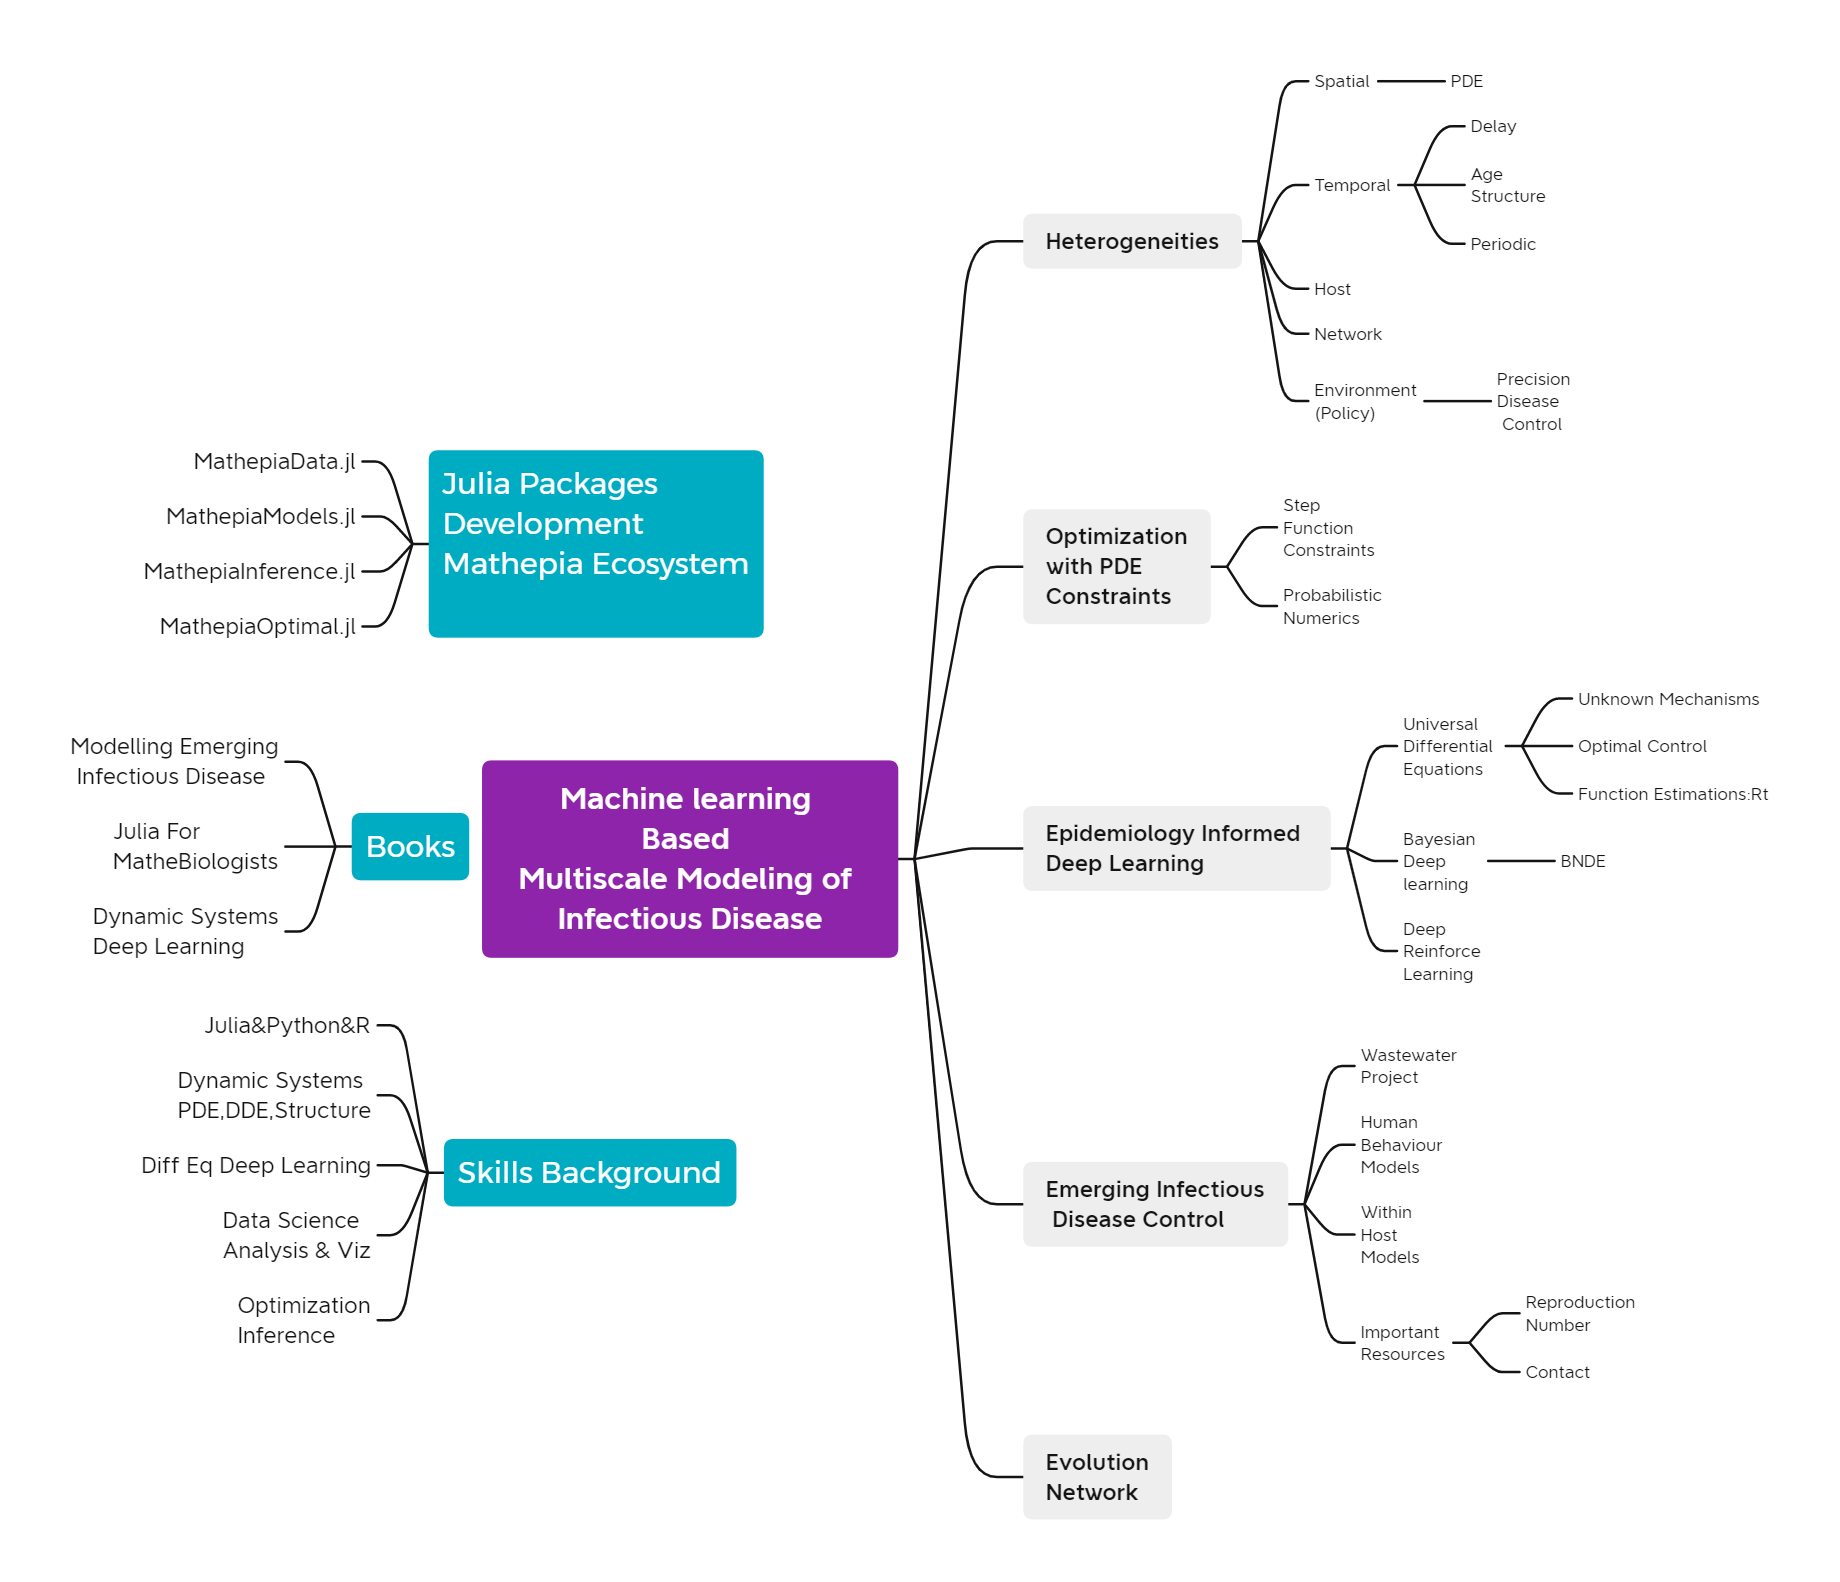 Machine learning
Based
Multiscale Modeling of
Infectious Disease
Heterogeneities
Spatial
PDE
Temporal
Delay
Age
Structure
Periodic
Host
Network
Environment
(Policy)
Precision
Disease
Control
Optimization
with PDE
Constraints
Step
Function
Constraints
Probabilistic
Numerics
Epidemiology Informed
Deep Learning
Universal
Differential
Equations
Unknown Mechanisms
Optimal Control
Function Estimations:Rt
Bayesian
Deep
learning
BNDE
Deep
Reinforce
Learning
Emerging Infectious
Disease Control
Wastewater
Project
Human
Behaviour
Models
Within
Host
Models
Important
Resources
Reproduction
Number
Contact
Evolution
Network
Julia Packages
Development
Mathepia Ecosystem
MathepiaData.jl
MathepiaModels.jl
MathepiaInference.jl
MathepiaOptimal.jl
Books
Modelling Emerging
Infectious Disease
Julia For
MatheBiologists
Dynamic Systems
Deep Learning
Skills Background
Julia&Python&R
Dynamic Systems
PDE,DDE,Structure
Diff Eq Deep Learning
Data Science
Analysis & Viz
Optimization
Inference